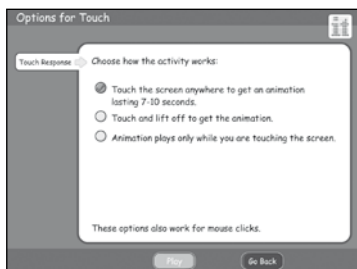 Options for Touch
it
Touch Response
Choose how the activity works:
Touch the screen anywhere to get an animation
lasting 7-10 seconds.
Touch and lift off to get the animation.
Animation plays only while you are touching the screen.
These options also work for mouse clicks.
Play
Go Back